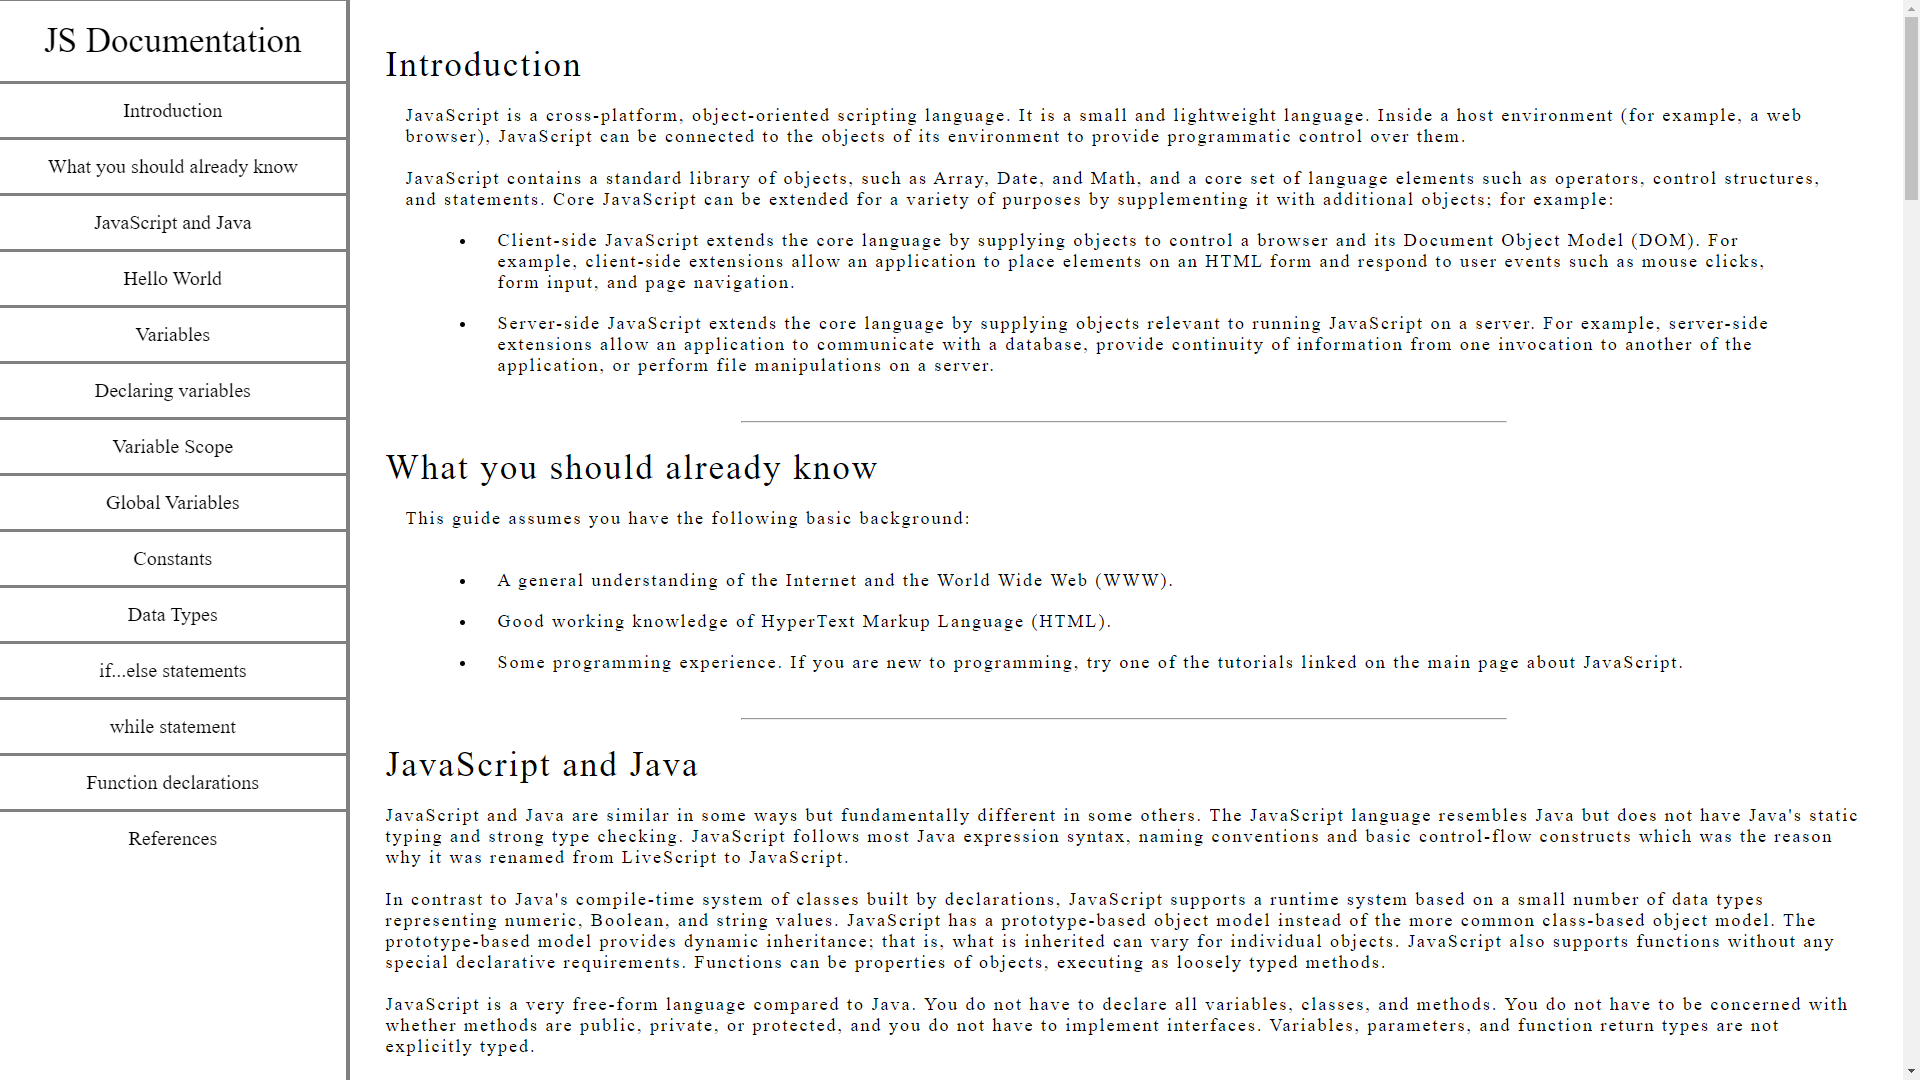 JS Documentation
Introduction
What you should already know
JavaScript and Java
Hello World
Variables
Declaring variables
Variable Scope
Global Variables
Constants
Data Types
if...else statements
while statement
Function declarations
References
Introduction
JavaScript is a cross-platform, object-oriented scripting language. It is a small and lightweight language. Inside a host environment (for example, a web
browser), JavaScript can be connected to the objects of its environment to provide programmatic control over them.
JavaScript contains a standard library of objects, such as Array, Date, and Math, and a core set of language elements such as operators, control structures,
and statements. Core JavaScript can be extended for a variety of purposes by supplementing it with additional objects; for example:
• Client-side JavaScript extends the core language by supplying objects to control a browser and its Document Object Model (DOM). For
example, client-side extensions allow an application to place elements on an HTML form and respond to user events such as mouse clicks,
form input, and page navigation.
• Server-side JavaScript extends the core language by supplying objects relevant to running JavaScript on a server. For example, server-side
extensions allow an application to communicate with a database, provide continuity of information from one invocation to another of the
application, or perform file manipulations on a server.
What you should already know
This guide assumes you have the following basic background:
• A general understanding of the Internet and the World Wide Web (WWW).
• Good working knowledge of HyperText Markup Language (HTML).
• Some programming experience. If you are new to programming, try one of the tutorials linked on the main page about JavaScript.
JavaScript and Java
JavaScript and Java are similar in some ways but fundamentally different in some others. The JavaScript language resembles Java but does not have Java's static
typing and strong type checking. JavaScript follows most Java expression syntax, naming conventions and basic control-flow constructs which was the reason
why it was renamed from LiveScript to JavaScript.
In contrast to Java's compile-time system of classes built by declarations, JavaScript supports a runtime system based on a small number of data types
representing numeric, Boolean, and string values. JavaScript has a prototype-based object model instead of the more common class-based object model. The
prototype-based model provides dynamic inheritance; that is, what is inherited can vary for individual objects. JavaScript also supports functions without any
special declarative requirements. Functions can be properties of objects, executing as loosely typed methods.
JavaScript is a very free-form language compared to Java. You do not have to declare all variables, classes, and methods. You do not have to be concerned with
whether methods are public, private, or protected, and you do not have to implement interfaces. Variables, parameters, and function return types are not
explicitly typed.